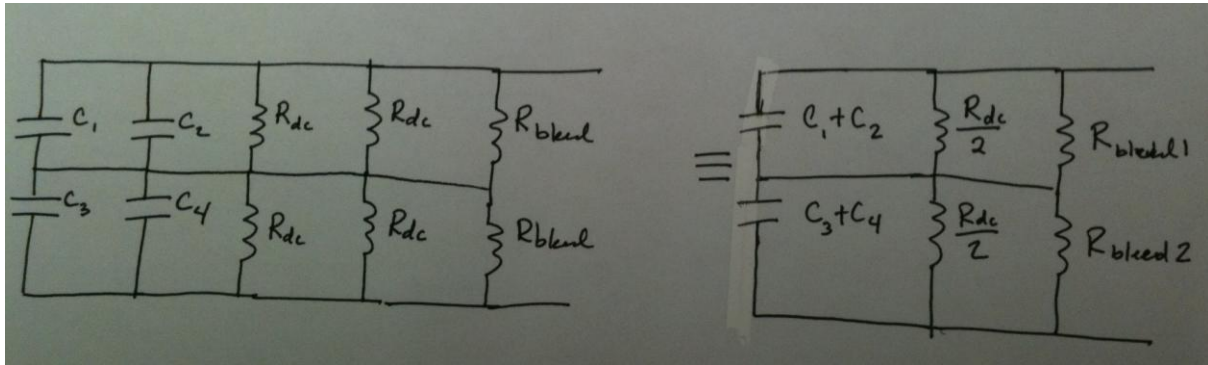 C₁ C₂ Rdc Rdc Rbleed
C₃ C₄ Rdc Rdc Rbleed
≡
C₁+C₂ Rdc/2 Rbleed1
C₃+C₄ Rdc/2 Rbleed2